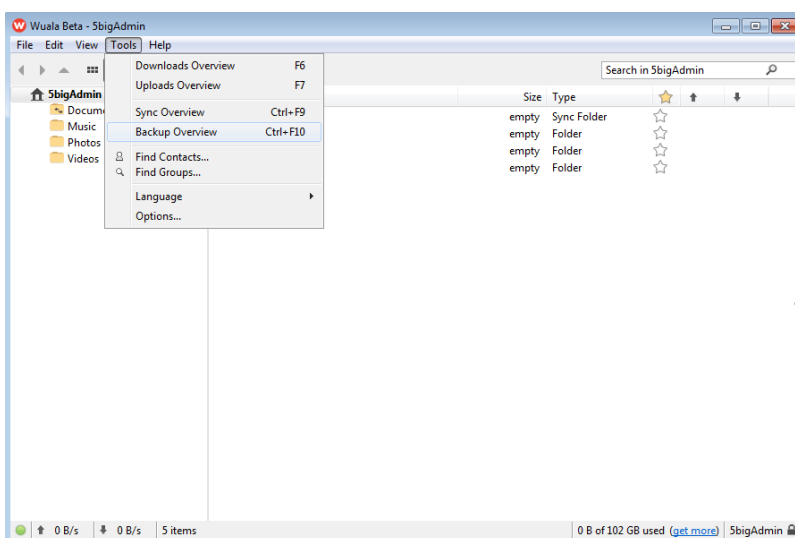 Wuala Beta - 5bigAdmin
File Edit View Tools Help
Downloads Overview F6
Uploads Overview F7
Sync Overview Ctrl+F9
Backup Overview Ctrl+F10
Find Contacts...
Find Groups...
Language
Options...
Search in 5bigAdmin
5bigAdmin
Docum
Music
Photos
Videos
Size Type
empty Sync Folder
empty Folder
empty Folder
empty Folder
0 B/s 0 B/s 5 items 0 B of 102 GB used (get more) 5bigAdmin